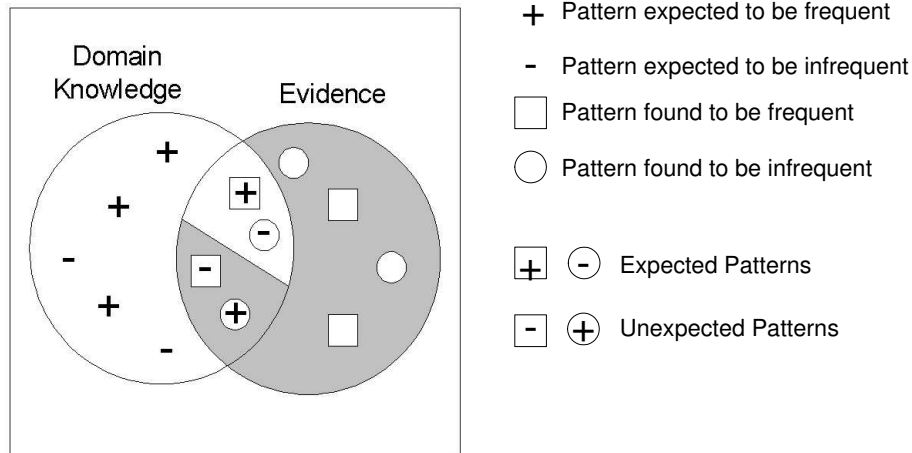 Domain
Knowledge
Evidence
+ Pattern expected to be frequent
- Pattern expected to be infrequent
Pattern found to be frequent
Pattern found to be infrequent
+ - Expected Patterns
- + Unexpected Patterns
+
+
+
-
+
-
-
+
+
-